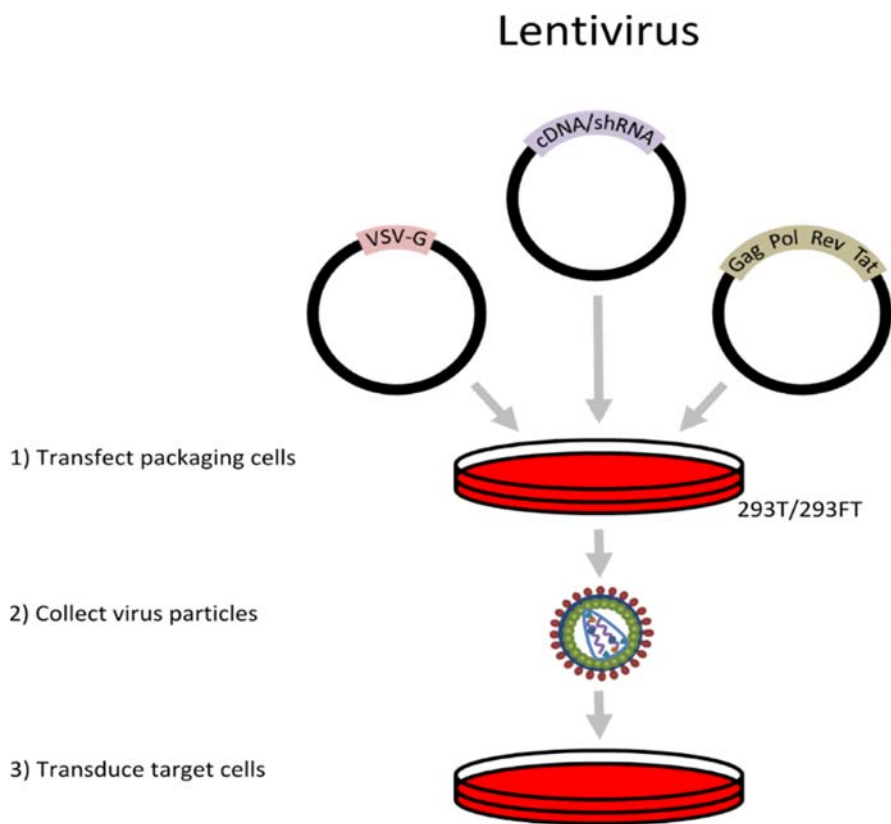 Lentivirus
cDNA/shRNA
VSV-G
Gag Pol Rev Tat
1) Transfect packaging cells
293T/293FT
2) Collect virus particles
3) Transduce target cells